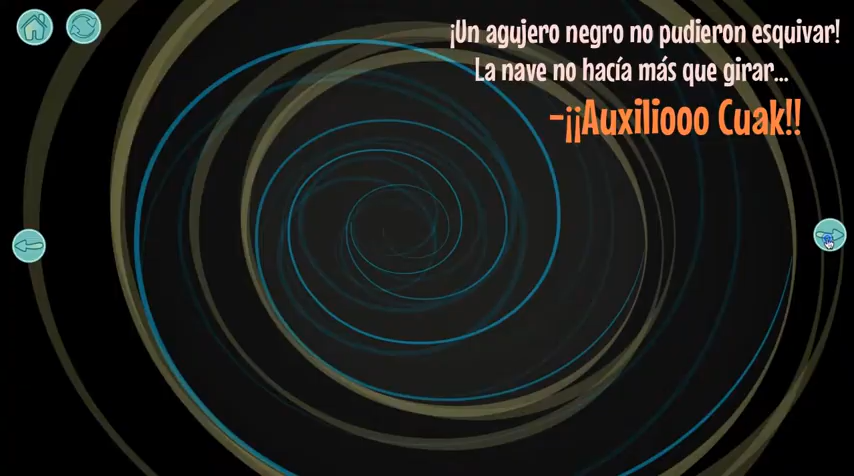 ¡Un agujero negro no pudieron esquivar!
La nave no hacía más que girar...
-¡¡Auxiliooo Cuak!!